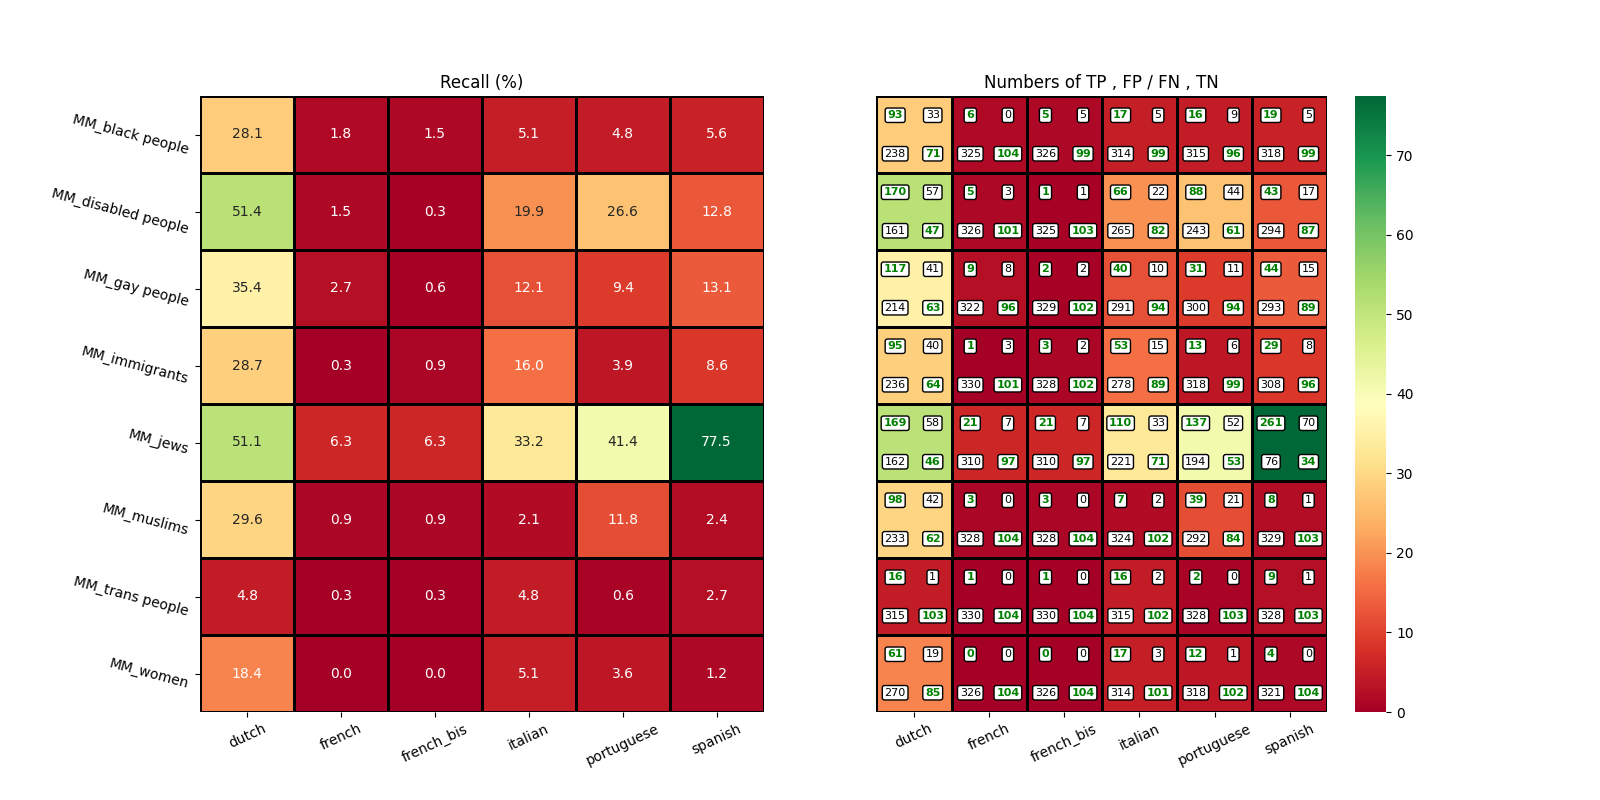 Recall (%) Numbers of TP , FP / FN , TN
MM_black people 28.1 1.8 1.5 5.1 4.8 5.6 93 33 6 0 5 5 17 5 16 9 19 5
238 71 325 104 326 99 314 99 315 96 318 99
MM_disabled people 51.4 1.5 0.3 19.9 26.6 12.8 170 57 5 3 1 1 66 22 88 44 43 17
161 47 326 101 325 103 265 82 243 61 294 87
MM_gay people 35.4 2.7 0.6 12.1 9.4 13.1 117 41 9 8 2 2 40 10 31 11 44 15
214 63 322 96 329 102 291 94 300 94 293 89
MM_immigrants 28.7 0.3 0.9 16.0 3.9 8.6 95 40 1 3 3 2 53 15 13 6 29 8
236 64 330 101 328 102 278 89 318 99 308 96
MM_jews 51.1 6.3 6.3 33.2 41.4 77.5 169 58 21 7 21 7 110 33 137 52 261 70
162 46 310 97 310 97 221 71 194 53 76 34
MM_muslims 29.6 0.9 0.9 2.1 11.8 2.4 98 42 3 0 3 0 7 2 39 21 8 1
233 62 328 104 328 104 324 102 292 84 329 103
MM_trans people 4.8 0.3 0.3 4.8 0.6 2.7 16 1 1 0 1 0 16 2 2 0 9 1
315 103 330 104 330 104 315 102 328 103 328 103
MM_women 18.4 0.0 0.0 5.1 3.6 1.2 61 19 0 0 0 0 17 3 12 1 4 0
270 85 326 104 326 104 314 101 318 102 321 104
dutch french french_bis italian portuguese spanish dutch french french_bis italian portuguese spanish
70
60
50
40
30
20
10
0